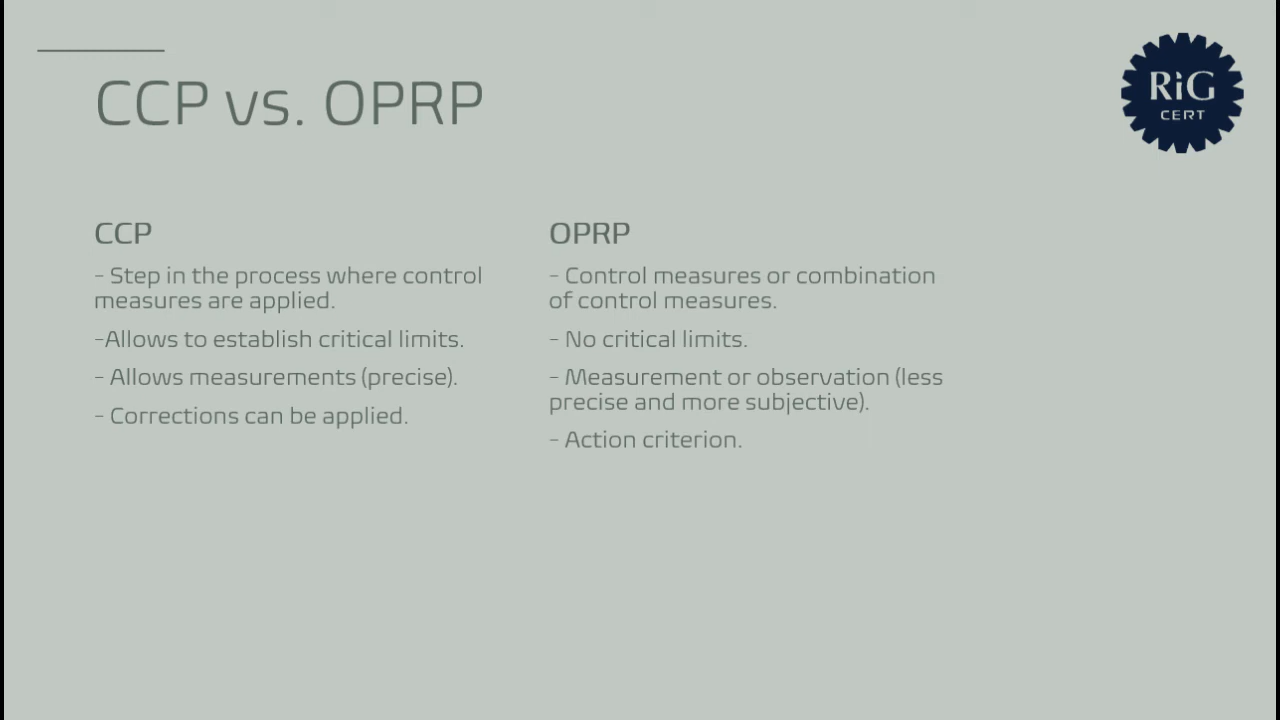 CCP vs. OPRP
RiG
CERT
CCP
- Step in the process where control
measures are applied.
-Allows to establish critical limits.
- Allows measurements (precise).
- Corrections can be applied.
OPRP
- Control measures or combination
of control measures.
- No critical limits.
- Measurement or observation (less
precise and more subjective).
- Action criterion.